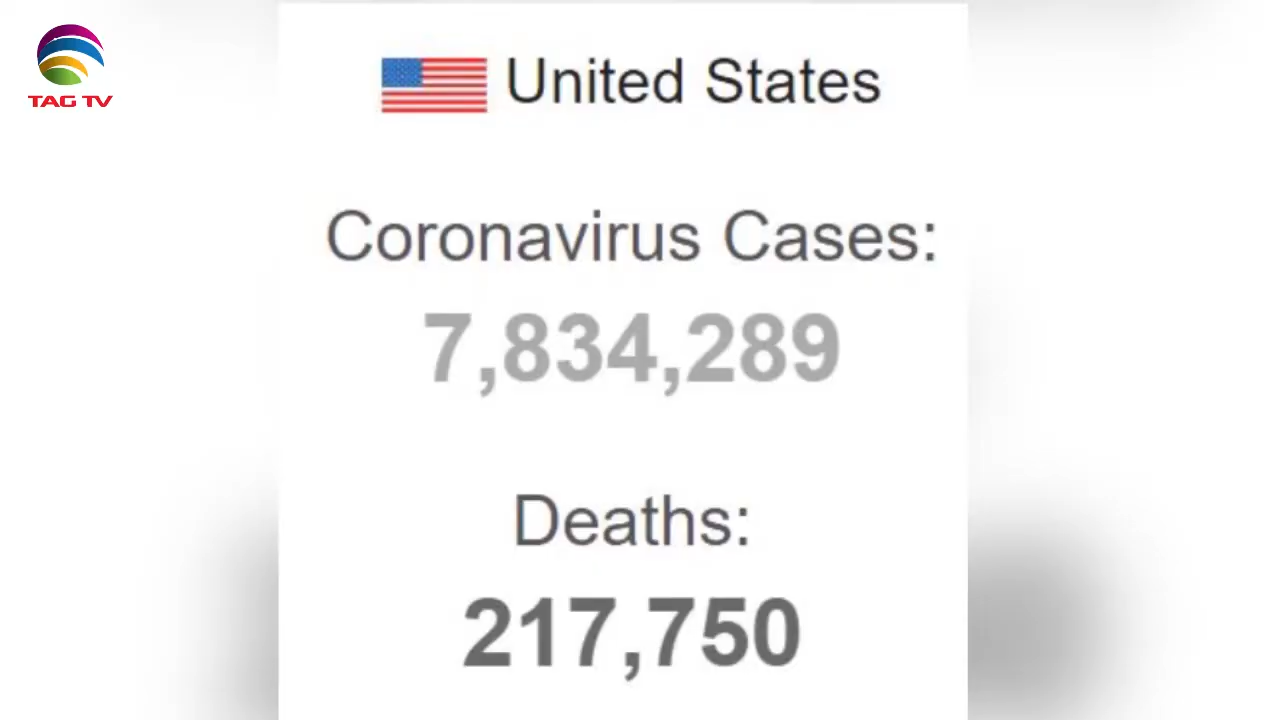 TAG TV
United States
Coronavirus Cases:
7,834,289
Deaths:
217,750